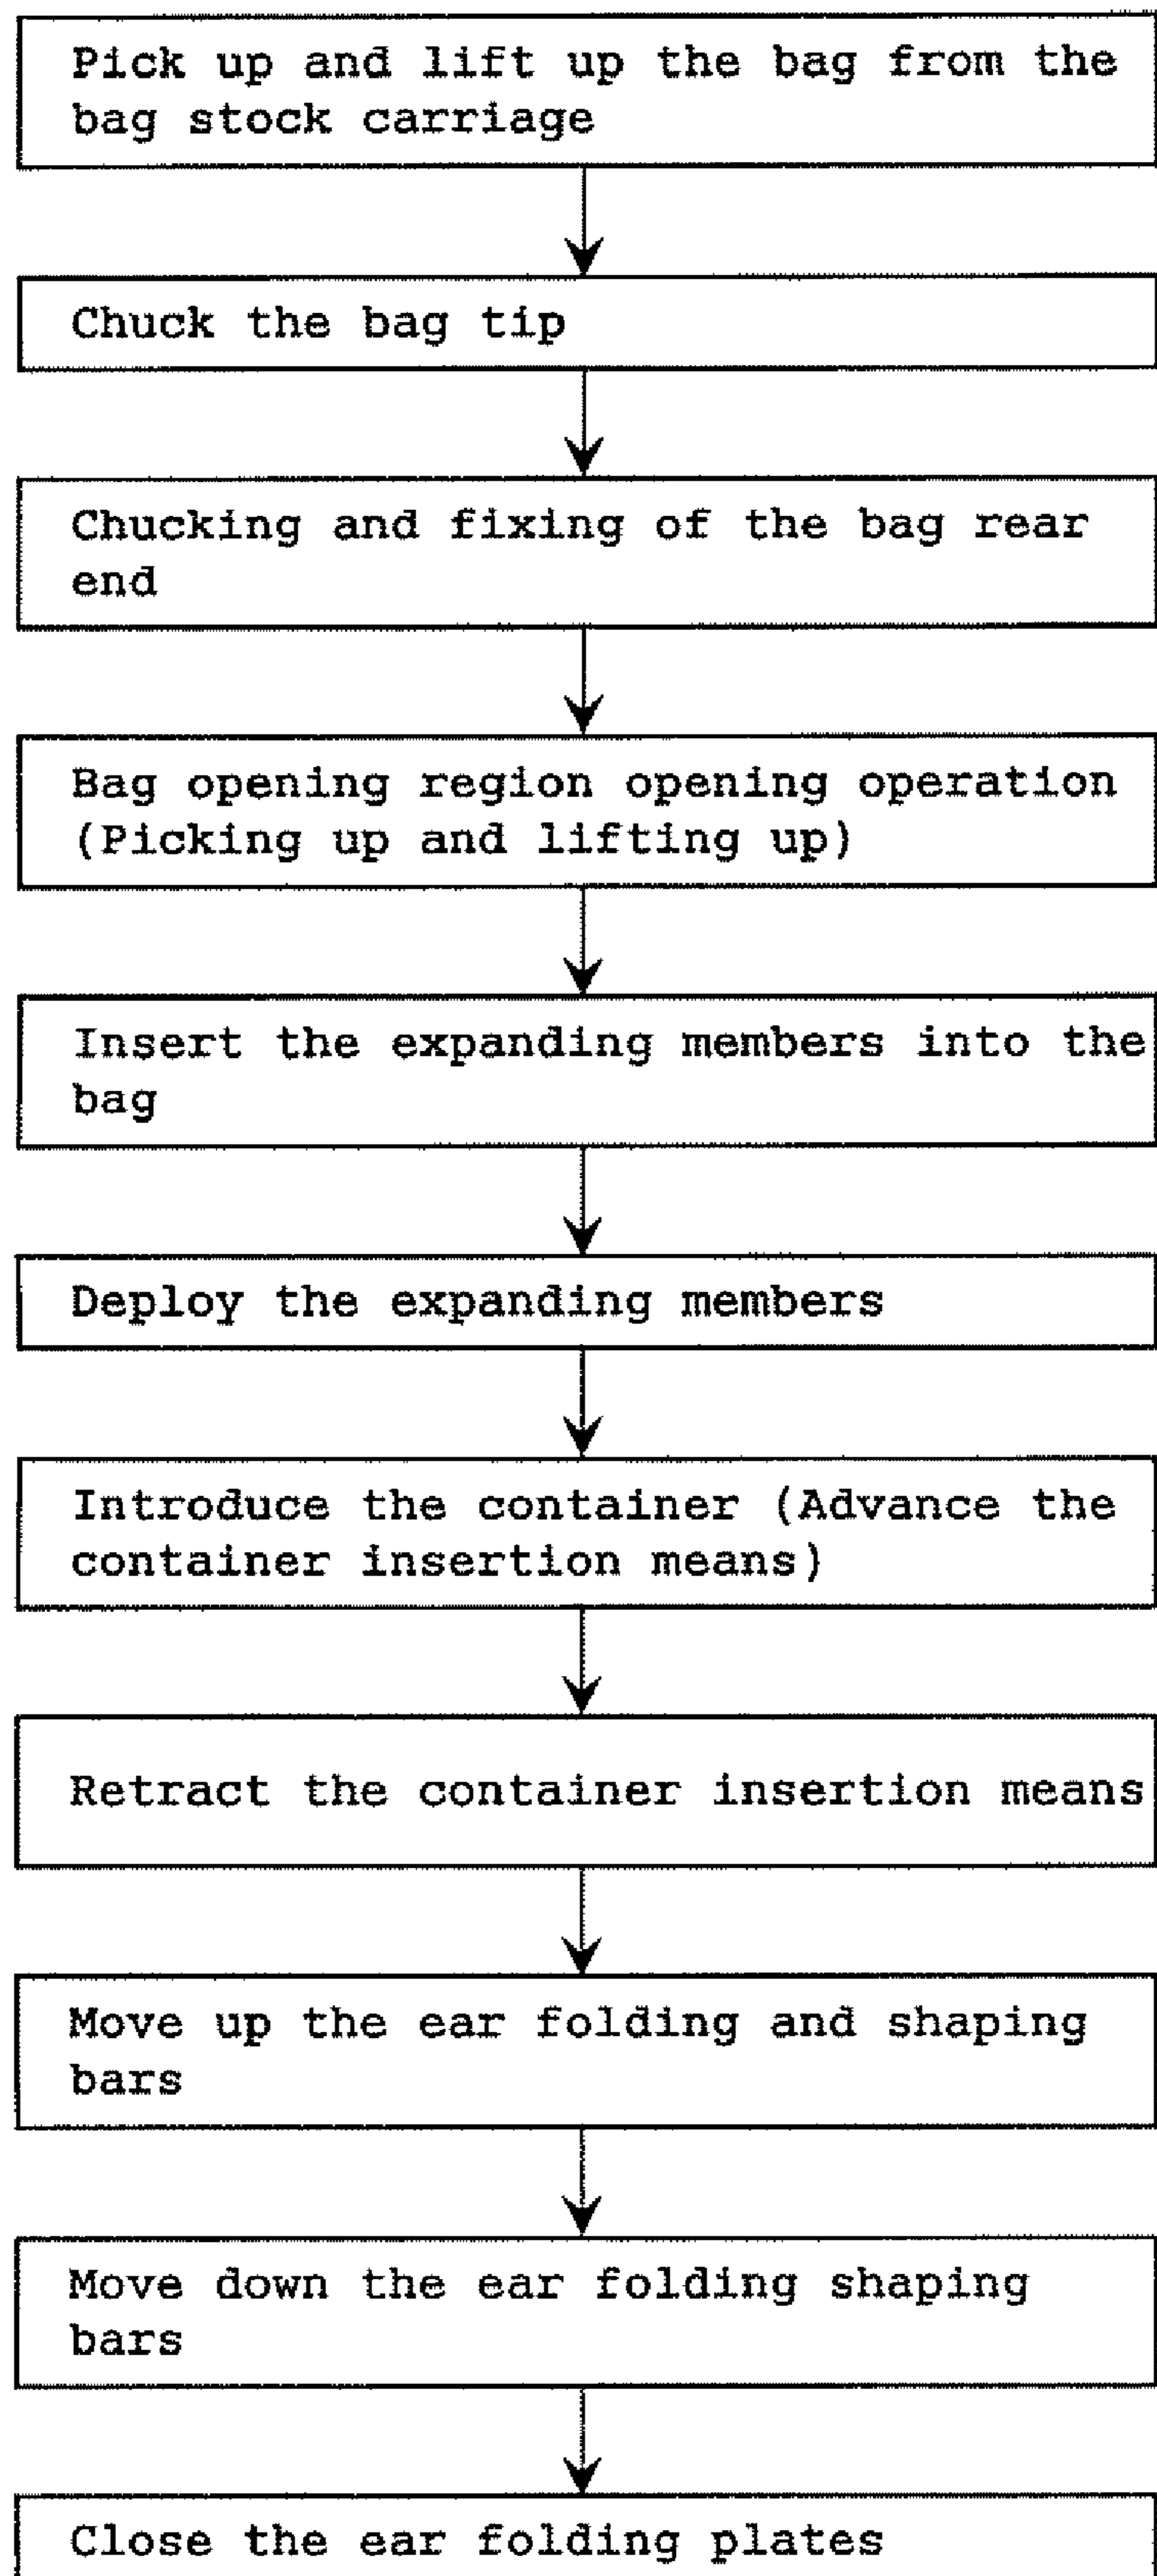 Pick up and lift up the bag from the
bag stock carriage
Chuck the bag tip
Chucking and fixing of the bag rear
end
Bag opening region opening operation
(Picking up and lifting up)
Insert the expanding members into the
bag
Deploy the expanding members
Introduce the container (Advance the
container insertion means)
Retract the container insertion means
Move up the ear folding and shaping
bars
Move down the ear folding shaping
bars
Close the ear folding plates